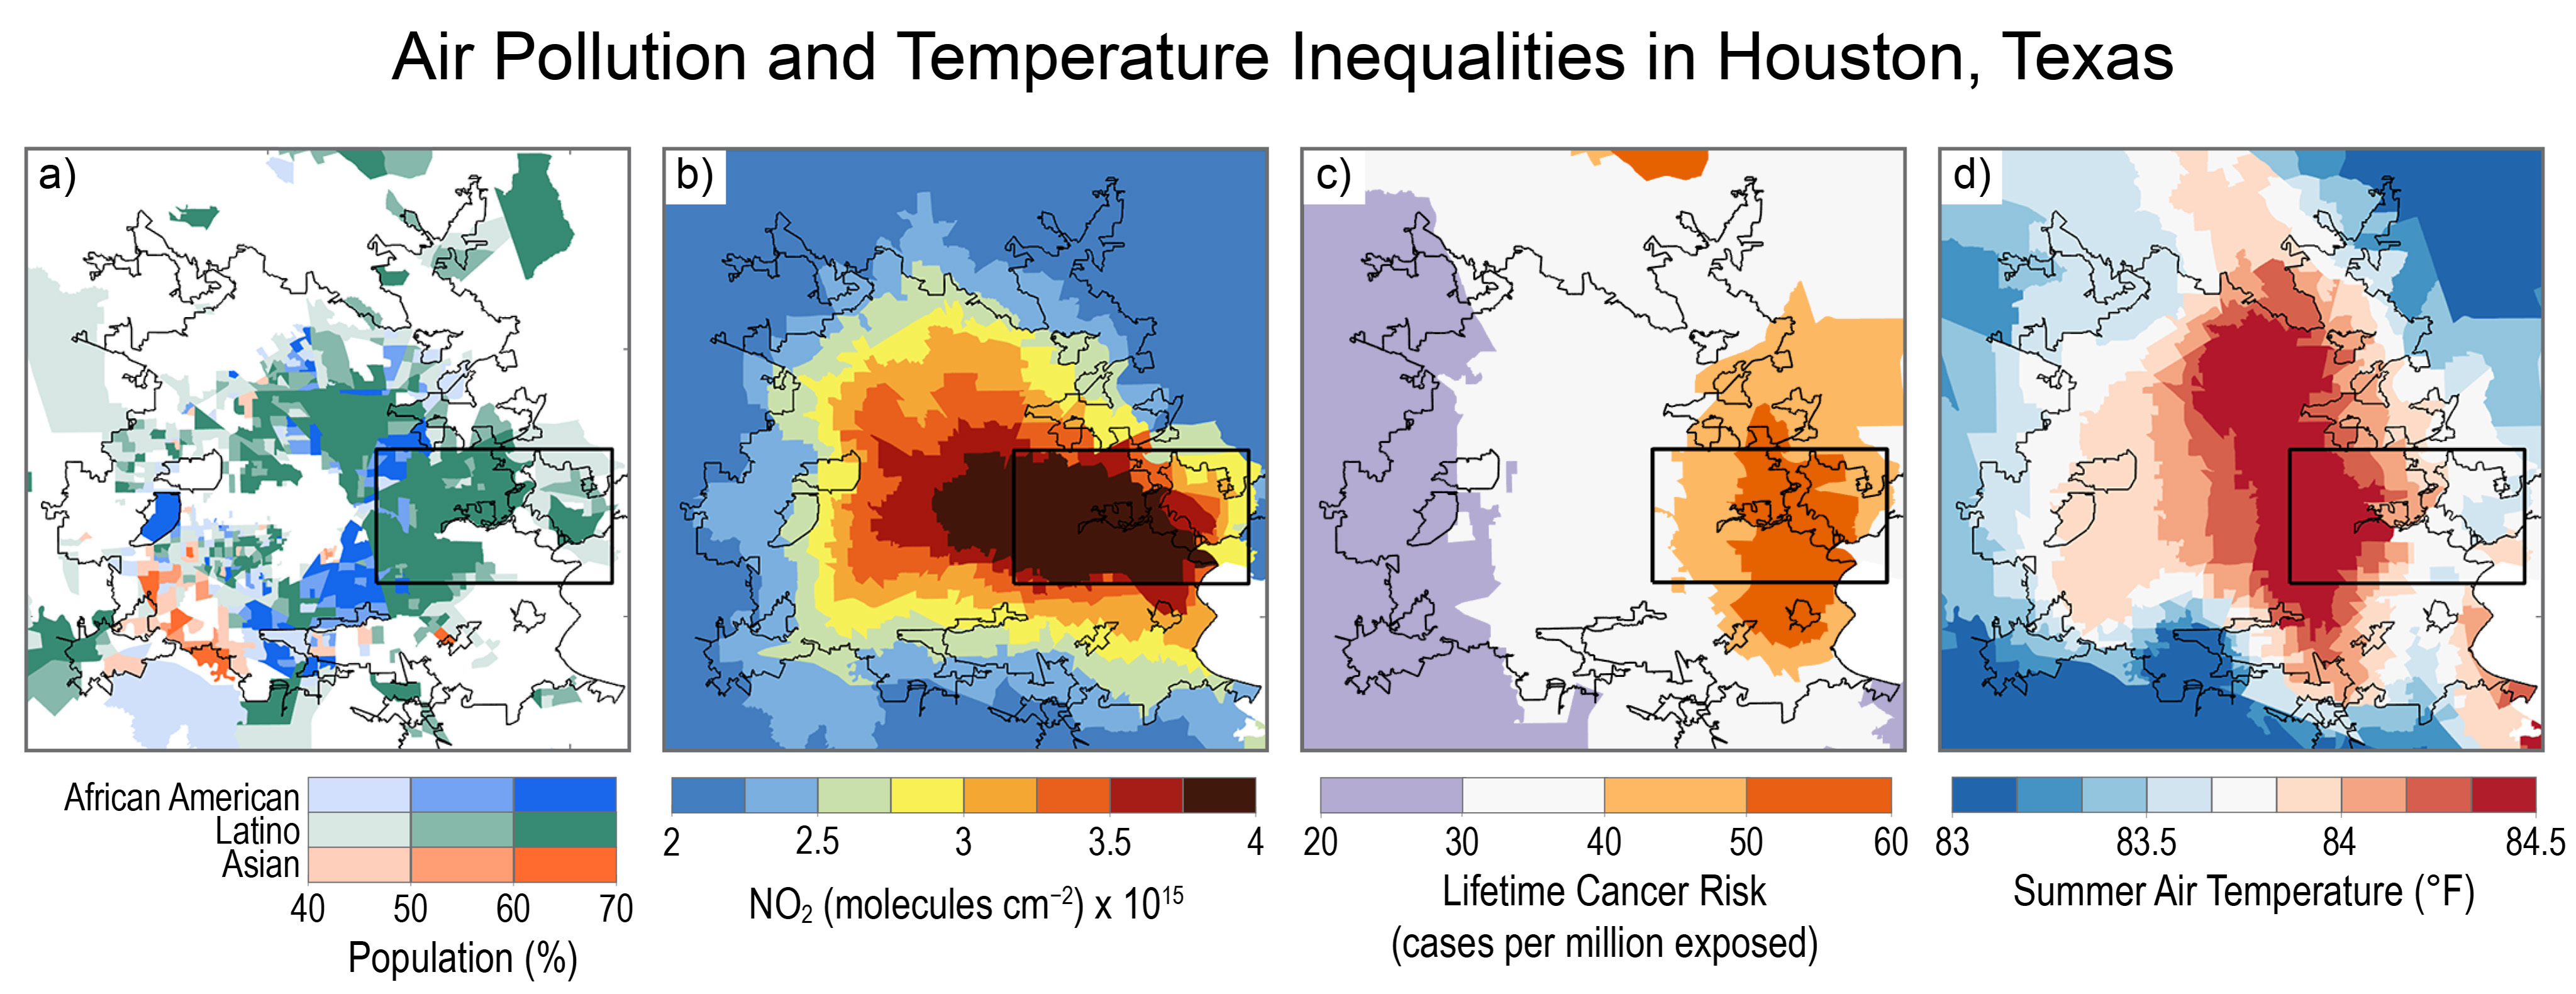 Air Pollution and Temperature Inequalities in Houston, Texas
a)
b)
c)
d)
African American
Latino
Asian
40 50 60 70
Population (%)
2 2.5 3 3.5 4
NO₂ (molecules cm⁻²) x 10¹⁵
20 30 40 50 60
Lifetime Cancer Risk
(cases per million exposed)
83 83.5 84 84.5
Summer Air Temperature (°F)